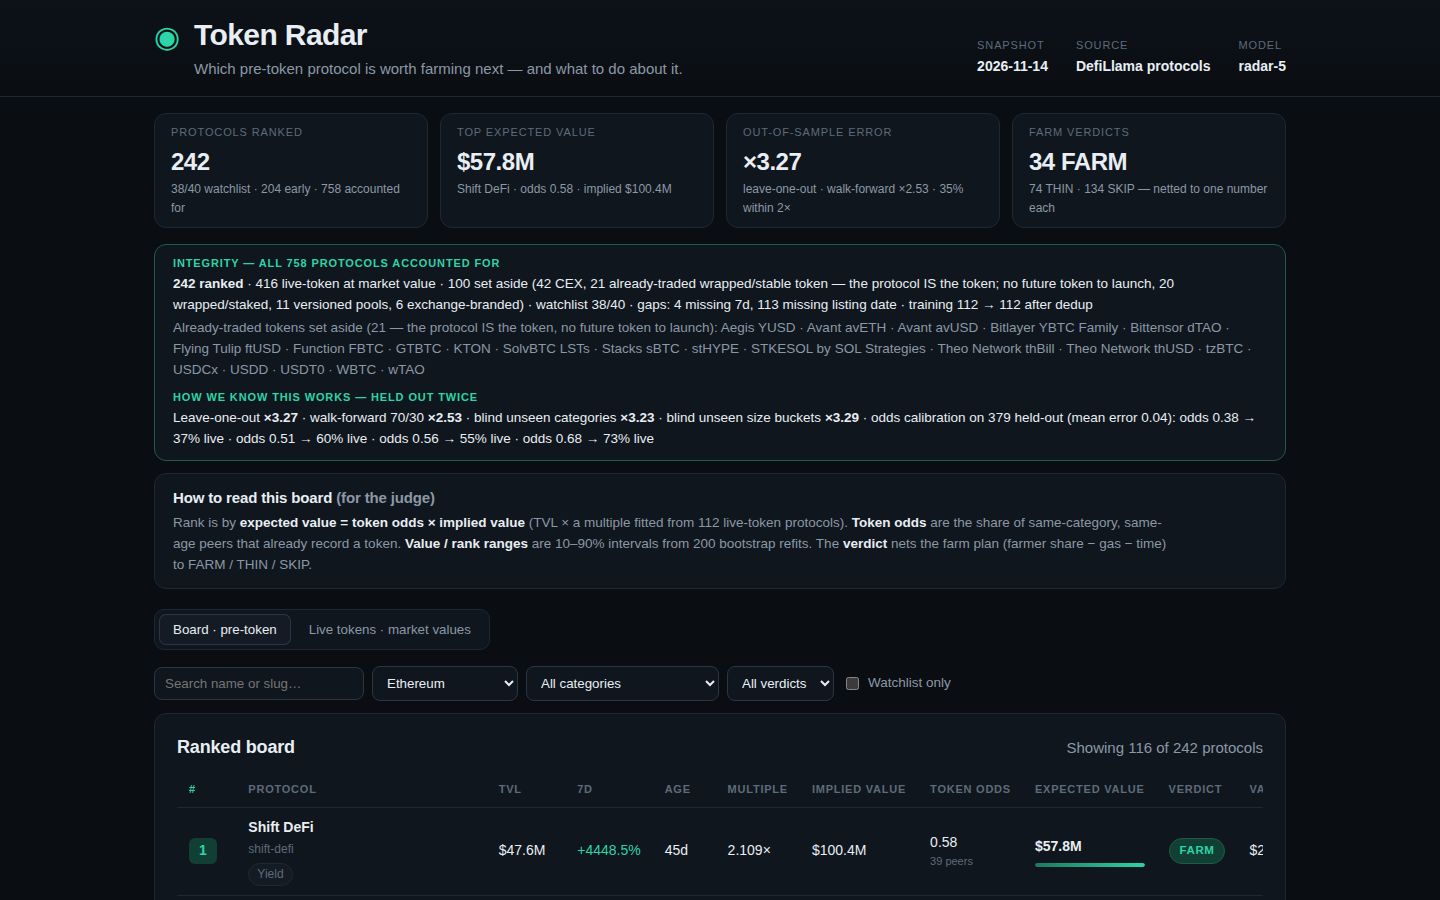 Token Radar
Which pre-token protocol is worth farming next — and what to do about it.
SNAPSHOT
2026-11-14
SOURCE
DefiLlama protocols
MODEL
radar-5
PROTOCOLS RANKED
242
38/40 watchlist · 204 early · 758 accounted
for
TOP EXPECTED VALUE
$57.8M
Shift DeFi · odds 0.58 · implied $100.4M
OUT-OF-SAMPLE ERROR
×3.27
leave-one-out · walk-forward ×2.53 · 35%
within 2×
FARM VERDICTS
34 FARM
74 THIN · 134 SKIP — netted to one number
each
INTEGRITY — ALL 758 PROTOCOLS ACCOUNTED FOR
242 ranked · 416 live-token at market value · 100 set aside (42 CEX, 21 already-traded wrapped/stable token — the protocol IS the token; no future token to launch, 20
wrapped/staked, 11 versioned pools, 6 exchange-branded) · watchlist 38/40 · gaps: 4 missing 7d, 113 missing listing date · training 112 → 112 after dedup
Already-traded tokens set aside (21 — the protocol IS the token, no future token to launch): Aegis YUSD · Avant avETH · Avant avUSD · Bitlayer YBTC Family · Bittensor dTAO ·
Flying Tulip ftUSD · Function FBTC · GTBTC · KTON · SolvBTC LSTs · Stacks sBTC · stHYPE · STKESOL by SOL Strategies · Theo Network thBill · Theo Network thUSD · tzBTC ·
USDCx · USDD · USDT0 · WBTC · wTAO
HOW WE KNOW THIS WORKS — HELD OUT TWICE
Leave-one-out ×3.27 · walk-forward 70/30 ×2.53 · blind unseen categories ×3.23 · blind unseen size buckets ×3.29 · odds calibration on 379 held-out (mean error 0.04): odds 0.38 →
37% live · odds 0.51 → 60% live · odds 0.56 → 55% live · odds 0.68 → 73% live
How to read this board (for the judge)
Rank is by expected value = token odds × implied value (TVL × a multiple fitted from 112 live-token protocols). Token odds are the share of same-category, same-
age peers that already record a token. Value / rank ranges are 10–90% intervals from 200 bootstrap refits. The verdict nets the farm plan (farmer share − gas − time)
to FARM / THIN / SKIP.
Board · pre-token
Live tokens · market values
Search name or slug…
Ethereum
All categories
All verdicts
Watchlist only
Ranked board
Showing 116 of 242 protocols
# PROTOCOL TVL 7D AGE MULTIPLE IMPLIED VALUE TOKEN ODDS EXPECTED VALUE VERDICT
1
Shift DeFi
shift-defi
Yield
$47.6M
+4448.5%
45d
2.109×
$100.4M
0.58
39 peers
$57.8M
FARM